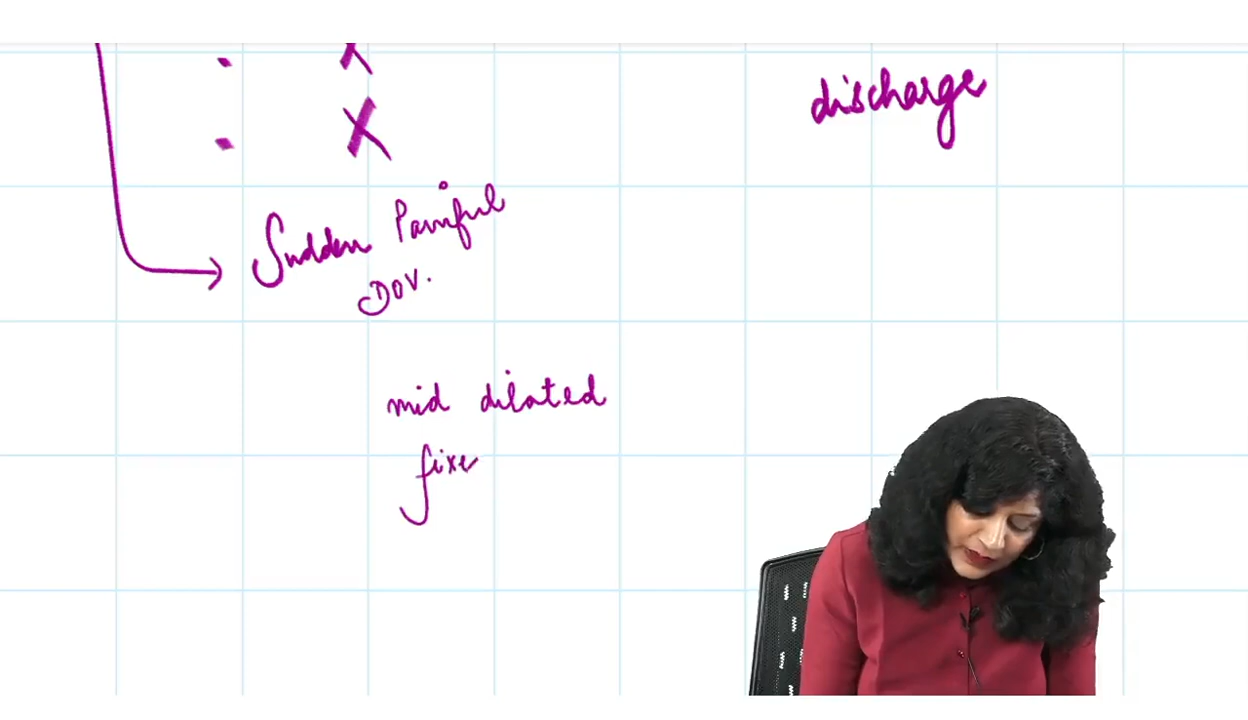 discharge
Sudden Painful
DOV.
mid dilated
fixe